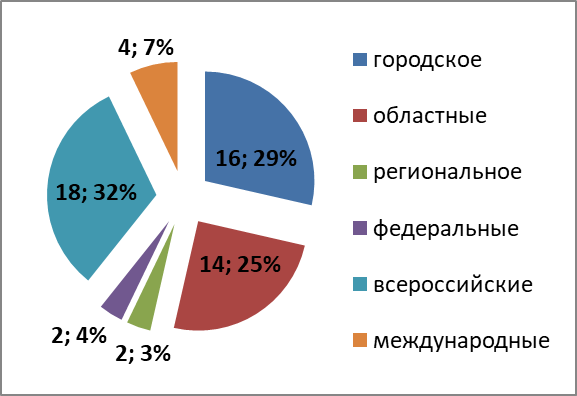 4; 7%
16; 29%
18; 32%
14; 25%
2; 4%
2; 3%
городское
областные
региональное
федеральные
всероссийские
международные